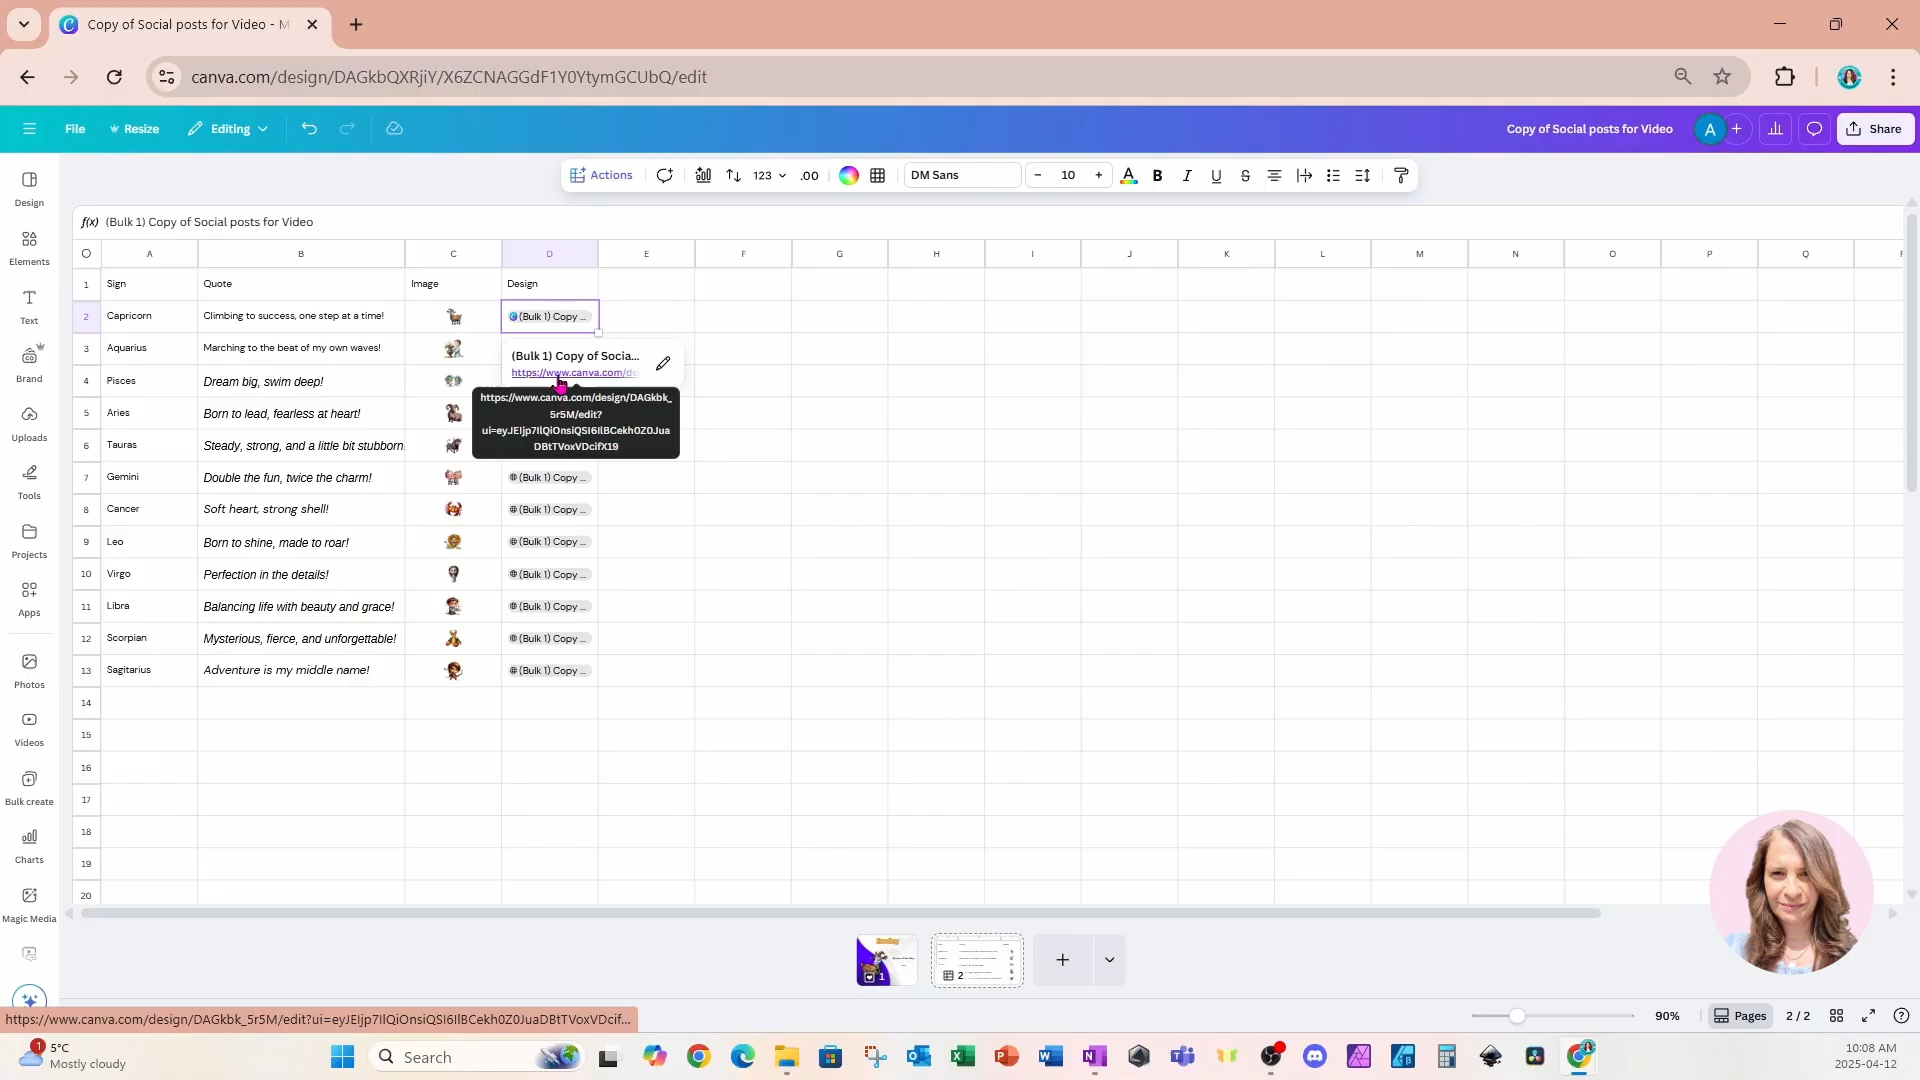 Copy of Social posts for Video - M
canva.com/design/DAGkbQXRjiY/X6ZCNAGGdF1Y0YtymGCUbQ/edit
File
Resize
Editing
Copy of Social posts for Video
A
Share
Actions
123
.00
DM Sans
10
A
B
I
U
S
f(x) (Bulk 1) Copy of Social posts for Video
A B C D E F G H I J K L M N O P Q
1 Sign Quote Image Design
2 Capricorn Climbing to success, one step at a time! (Bulk 1) Copy ...
3 Aquarius Marching to the beat of my own waves!
(Bulk 1) Copy of Socia...
https://www.canva.com/de
https://www.canva.com/design/DAGkbk_
5r5M/edit?
ui=eyJEIjp7IlQiOnsiQSI6IlBCekh0Z0Jua
DBtTVoxVDcifX19
4 Pisces Dream big, swim deep!
5 Aries Born to lead, fearless at heart!
6 Tauras Steady, strong, and a little bit stubborn.
7 Gemini Double the fun, twice the charm! (Bulk 1) Copy ...
8 Cancer Soft heart, strong shell! (Bulk 1) Copy ...
9 Leo Born to shine, made to roar! (Bulk 1) Copy ...
10 Virgo Perfection in the details! (Bulk 1) Copy ...
11 Libra Balancing life with beauty and grace! (Bulk 1) Copy ...
12 Scorpian Mysterious, fierce, and unforgettable! (Bulk 1) Copy ...
13 Sagitarius Adventure is my middle name! (Bulk 1) Copy ...
14
15
16
17
18
19
20
Design
Elements
Text
Brand
Uploads
Tools
Projects
Apps
Photos
Videos
Bulk create
Charts
Magic Media
1
2
https://www.canva.com/design/DAGkbk_5r5M/edit?ui=eyJEIjp7IlQiOnsiQSI6IlBCekh0Z0JuaDBtTVoxVDcif...
90%
Pages
2 / 2
1
5°C
Mostly cloudy
Search
10:08 AM
2025-04-12